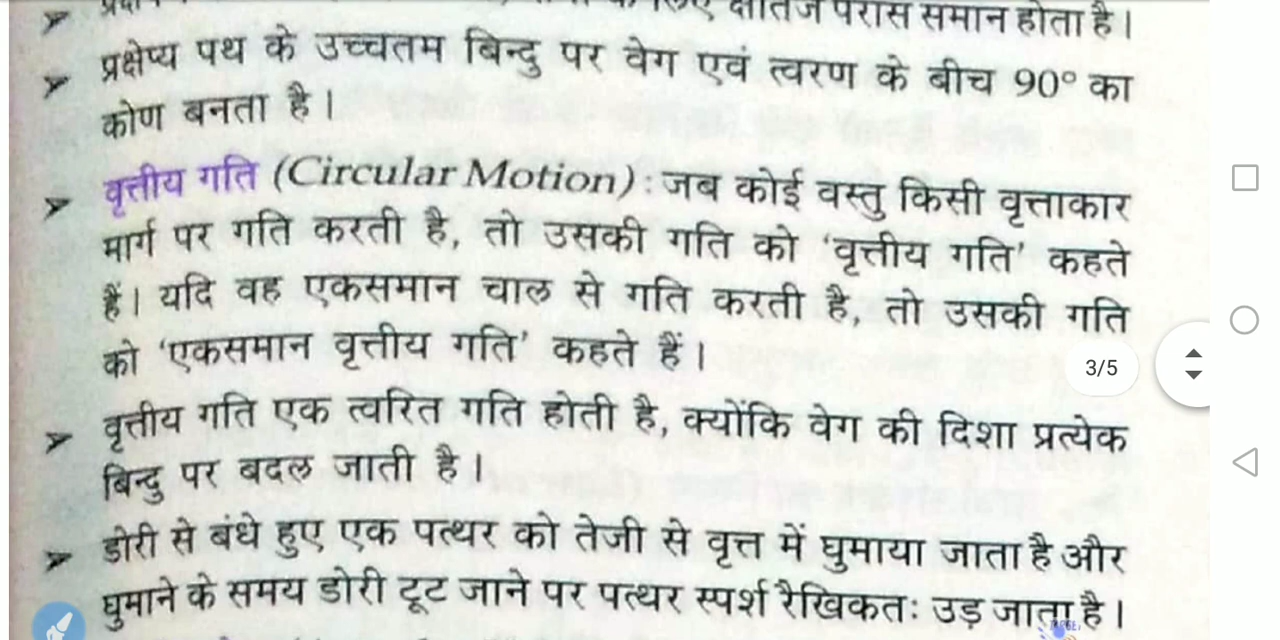 के लिए क्षैतिज परास समान होता है।
➤ प्रक्षेप्य पथ के उच्चतम बिन्दु पर वेग एवं त्वरण के बीच 90° का
कोण बनता है।
➤ वृत्तीय गति (Circular Motion) : जब कोई वस्तु किसी वृत्ताकार
मार्ग पर गति करती है, तो उसकी गति को ‘वृत्तीय गति’ कहते
हैं। यदि वह एकसमान चाल से गति करती है, तो उसकी गति
को ‘एकसमान वृत्तीय गति’ कहते हैं।
3/5
➤ वृत्तीय गति एक त्वरित गति होती है, क्योंकि वेग की दिशा प्रत्येक
बिन्दु पर बदल जाती है।
➤ डोरी से बंधे हुए एक पत्थर को तेजी से वृत्त में घुमाया जाता है और
घुमाने के समय डोरी टूट जाने पर पत्थर स्पर्श रैखिकतः उड़ जाता है।